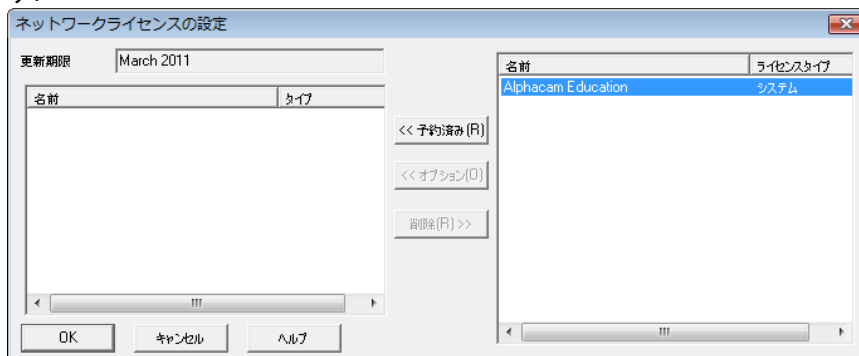 ネットワークライセンスの設定
更新期限 March 2011
名前 タイプ
<< 予約済み(R)
<< オプション(O)
削除(R) >>
名前 ライセンスタイプ
Alphacam Education システム
OK キャンセル ヘルプ